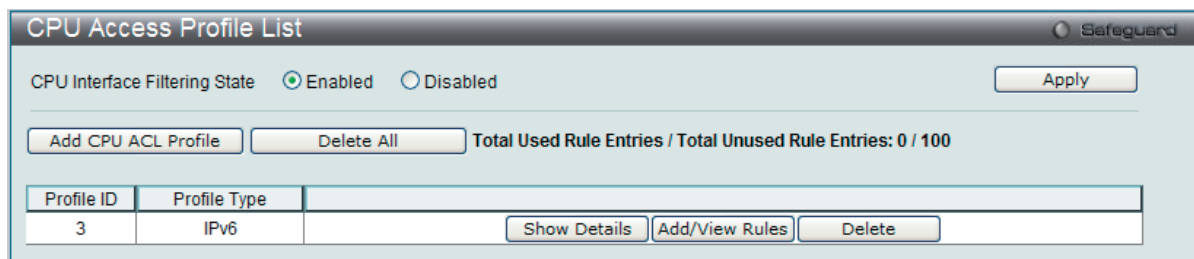 CPU Access Profile List Safeguard
CPU Interface Filtering State Enabled Disabled Apply
Add CPU ACL Profile Delete All Total Used Rule Entries / Total Unused Rule Entries: 0 / 100
Profile ID Profile Type
3 IPv6 Show Details Add/View Rules Delete